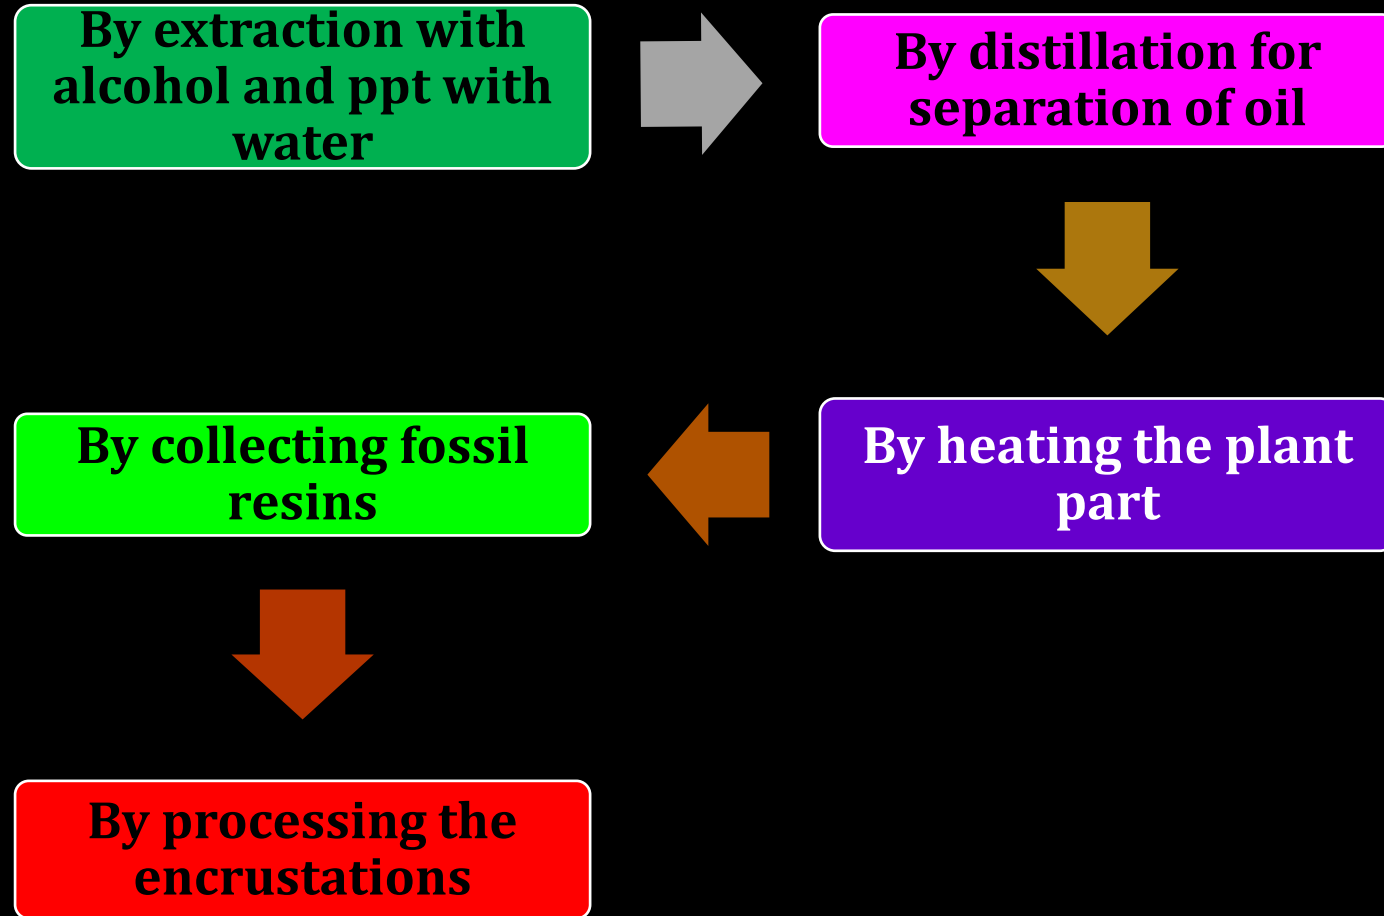 By extraction with
alcohol and ppt with
water
By distillation for
separation of oil
By heating the plant
part
By collecting fossil
resins
By processing the
encrustations